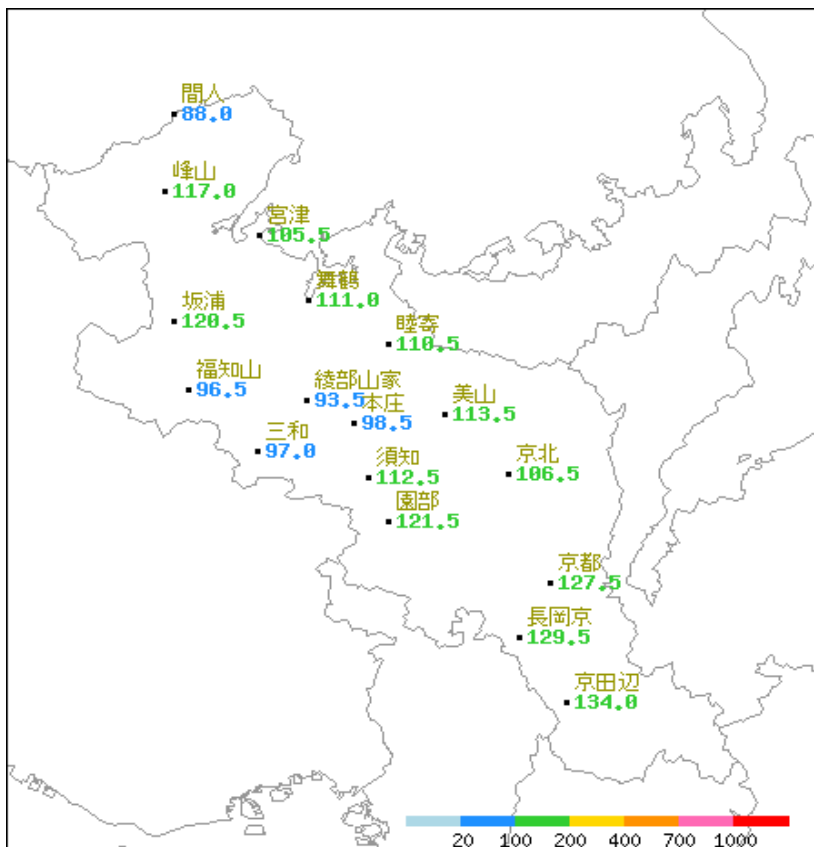 間人
88.0
峰山
117.0
宮津
105.5
舞鶴
111.0
坂浦
120.5
睦寄
110.5
福知山
96.5
綾部山家
93.5
本庄
98.5
美山
113.5
三和
97.0
須知
112.5
京北
106.5
園部
121.5
京都
127.5
長岡京
129.5
京田辺
134.0
20 100 200 400 700 1000